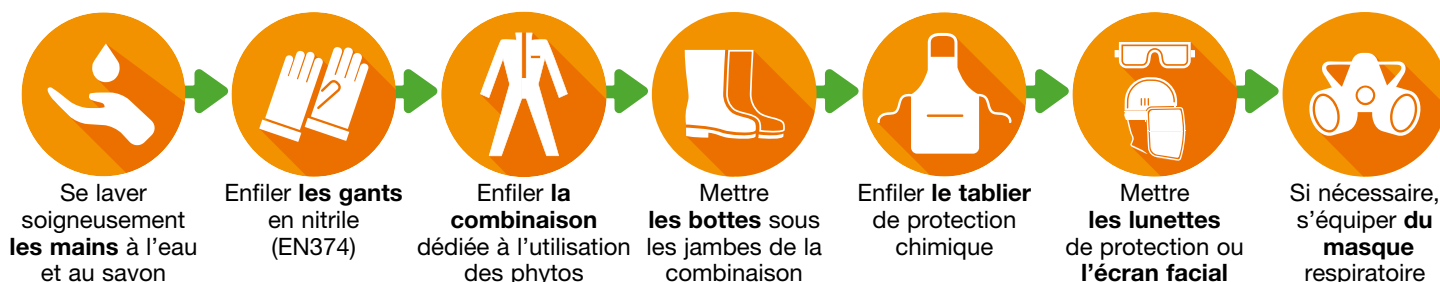 Se laver
soigneusement
les mains à l’eau
et au savon
Enfiler les gants
en nitrile
(EN374)
Enfiler la
combinaison
dédiée à l’utilisation
des phytos
Mettre
les bottes sous
les jambes de la
combinaison
Enfiler le tablier
de protection
chimique
Mettre
les lunettes
de protection ou
l’écran facial
Si nécessaire,
s’équiper du
masque
respiratoire